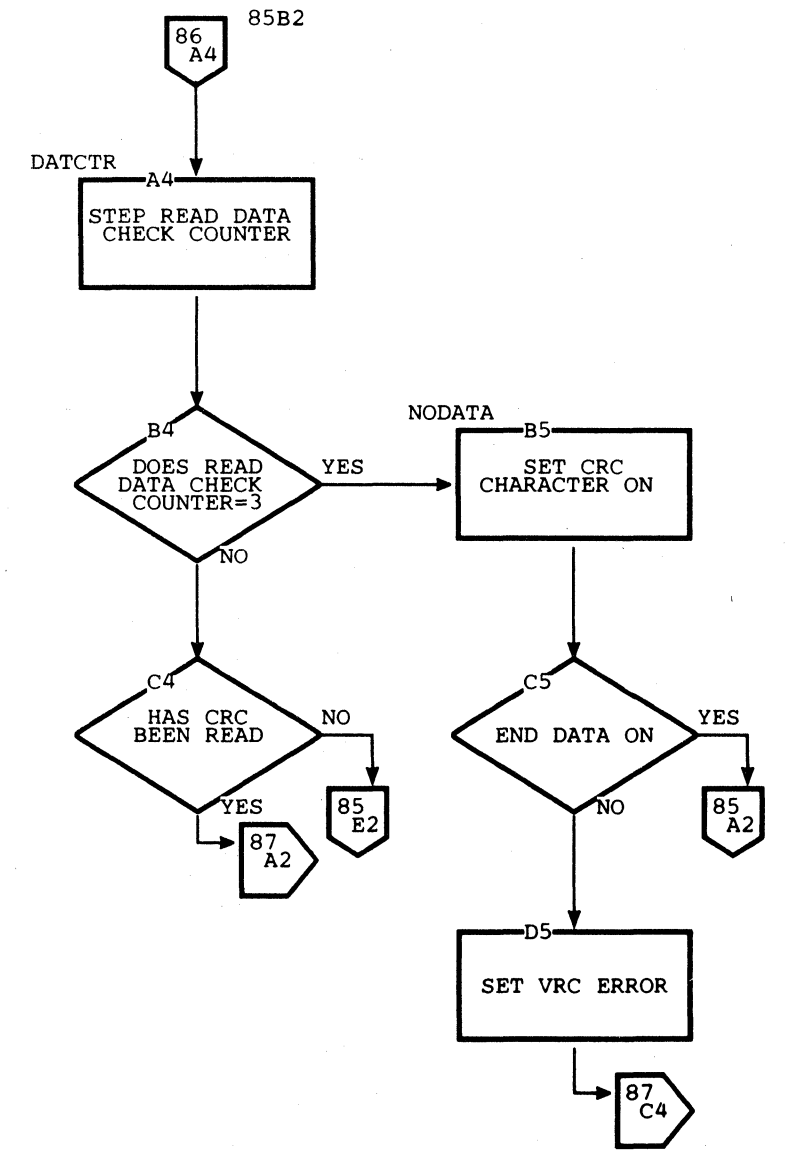 85B2
86
A4
DATCTR
A4
STEP READ DATA
CHECK COUNTER
B4
DOES READ
DATA CHECK
COUNTER=3
YES
NO
NODATA
B5
SET CRC
CHARACTER ON
C4
HAS CRC
BEEN READ
NO
YES
85
E2
87
A2
C5
END DATA ON
YES
NO
85
A2
D5
SET VRC ERROR
87
C4